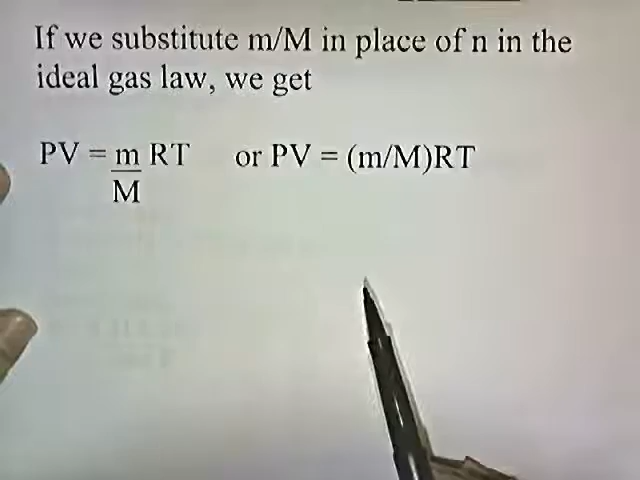 If we substitute m/M in place of n in the
ideal gas law, we get
PV = m RT or PV = (m/M)RT
M